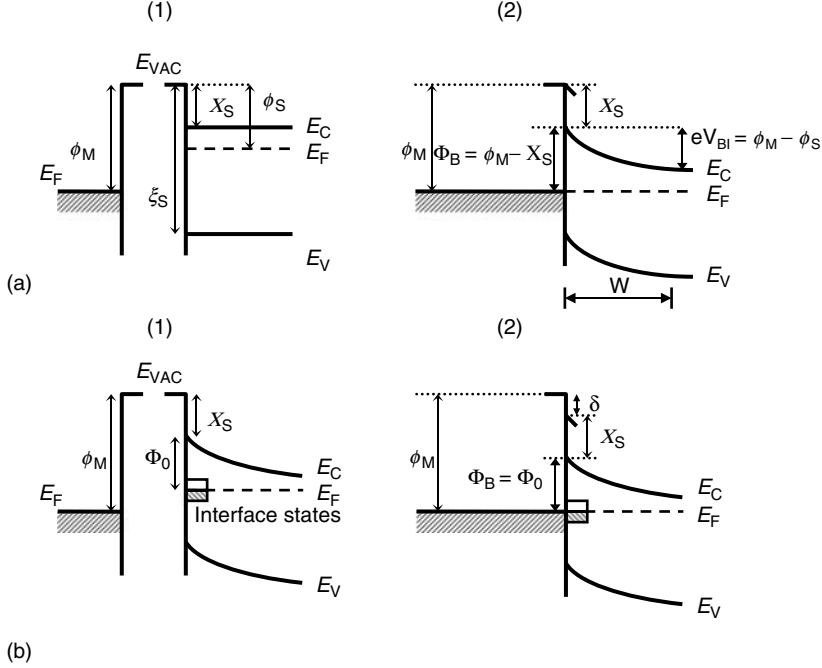 (1)
(2)
E_VAC
X_S
ϕ_S
E_C
ϕ_M
E_F
E_F
ξ_S
E_V
X_S
ϕ_M
Φ_B = ϕ_M – X_S
eV_BI = ϕ_M – ϕ_S
E_C
E_F
E_V
W
(a)
(1)
(2)
E_VAC
X_S
ϕ_M
Φ_0
E_C
E_F
E_F
Interface states
E_V
δ
X_S
ϕ_M
Φ_B = Φ_0
E_C
E_F
E_V
(b)